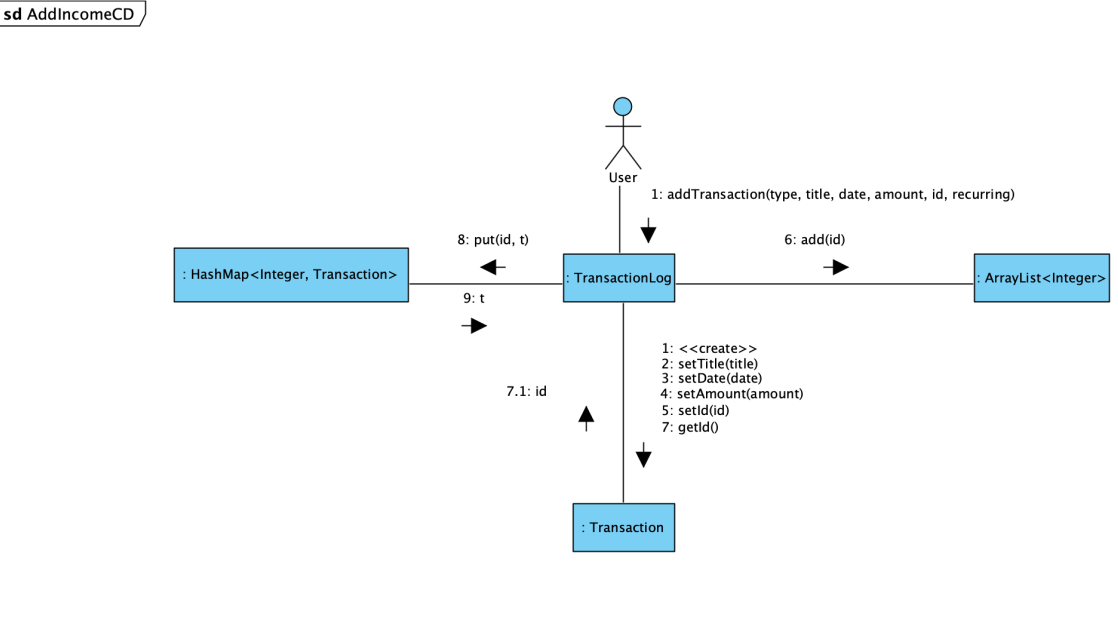 sd AddIncomeCD
User
1: addTransaction(type, title, date, amount, id, recurring)
8: put(id, t)
6: add(id)
: HashMap<Integer, Transaction>
: TransactionLog
: ArrayList<Integer>
9: t
1: <<create>>
2: setTitle(title)
3: setDate(date)
4: setAmount(amount)
5: setId(id)
7: getId()
7.1: id
: Transaction